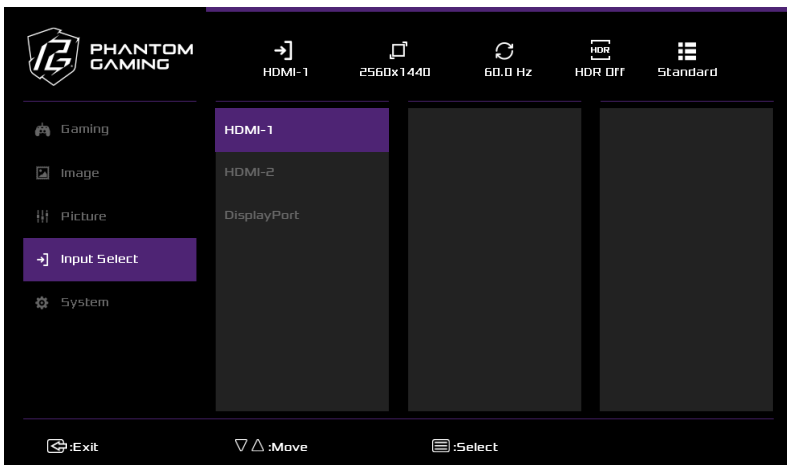 PHANTOM
GAMING
HDMI-1
2560x1440
60.0 Hz
HDR
HDR Off
Standard
Gaming
Image
Picture
Input Select
System
HDMI-1
HDMI-2
DisplayPort
:Exit
:Move
:Select